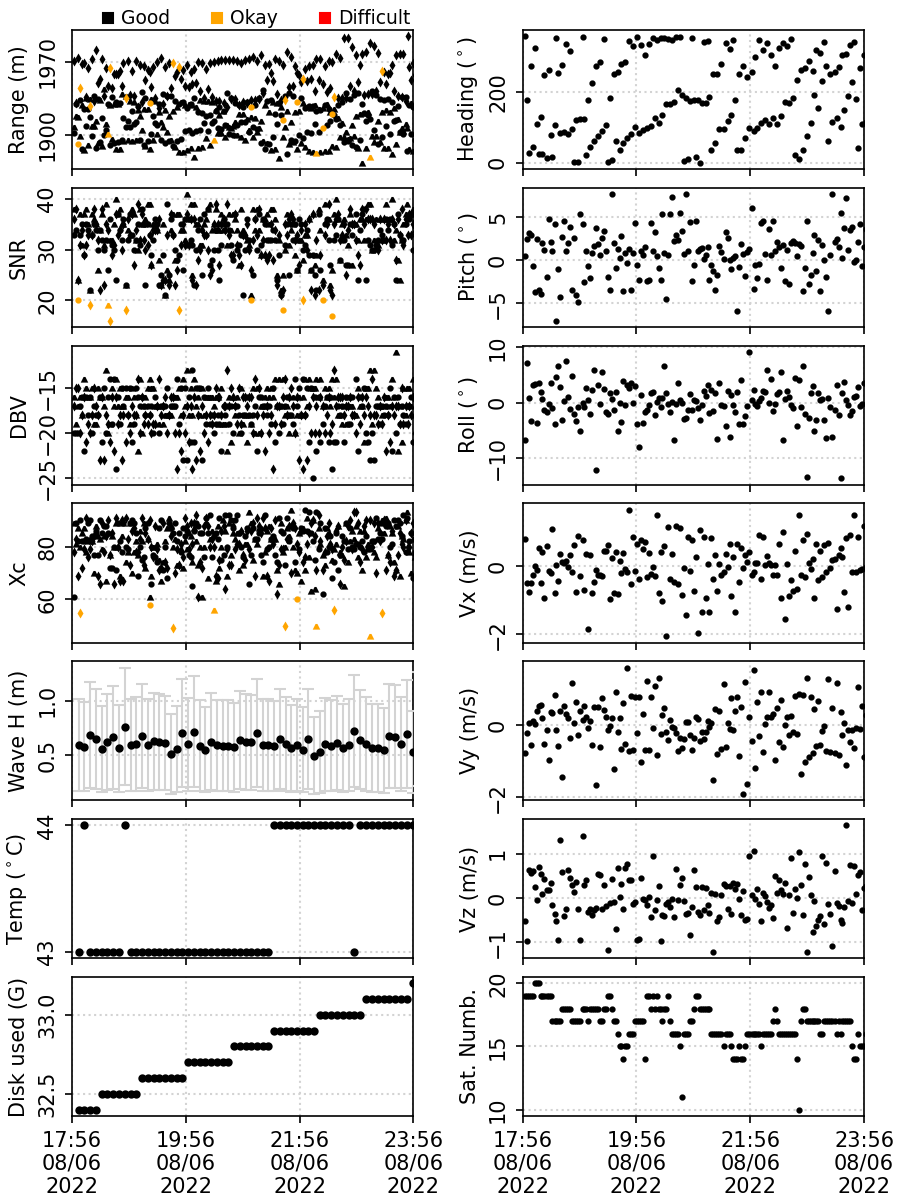 Good Okay Difficult
Range (m)
1970
1900
Heading (°)
200
0
SNR
40
30
20
Pitch (°)
5
0
−5
DBV
−15
−20
−25
Roll (°)
10
0
−10
Xc
80
60
Vx (m/s)
0
−2
Wave H (m)
1.0
0.5
Vy (m/s)
0
−2
Temp (°C)
44
43
Vz (m/s)
1
0
−1
Disk used (G)
33.0
32.5
Sat. Numb.
20
15
10
17:56 19:56 21:56 23:56 17:56 19:56 21:56 23:56
08/06 08/06 08/06 08/06 08/06 08/06 08/06 08/06
2022 2022 2022 2022 2022 2022 2022 2022